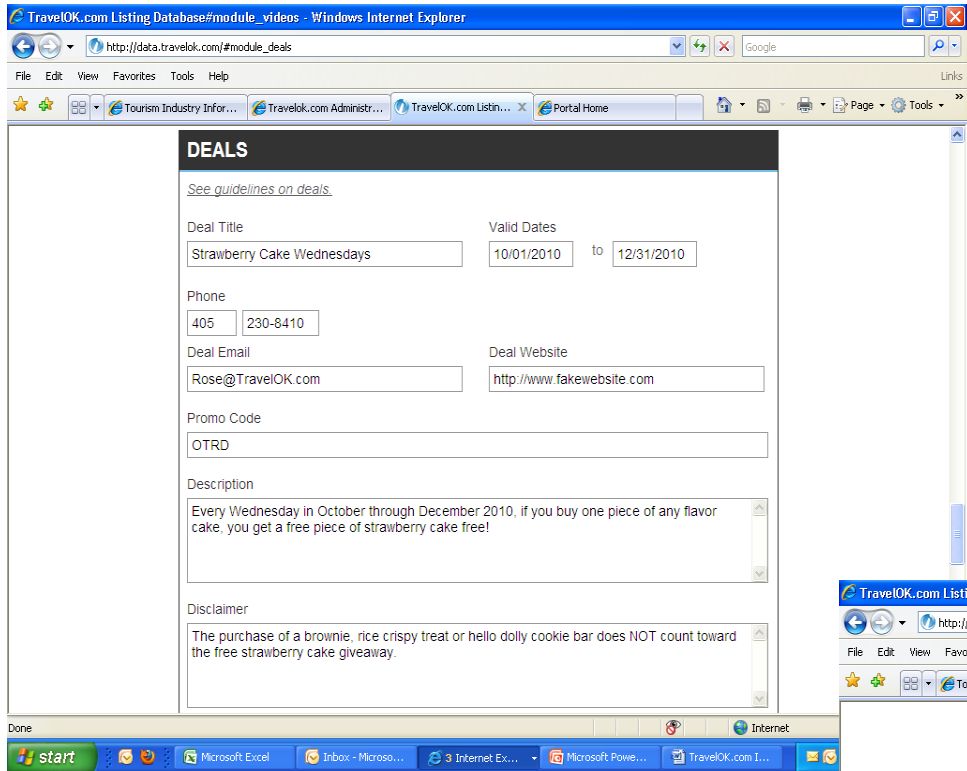 TravelOK.com Listing Database#module_videos - Windows Internet Explorer
http://data.travelok.com/#module_deals
Google
File Edit View Favorites Tools Help
Links
Tourism Industry Infor...
Travelok.com Administr...
TravelOK.com Listin... X
Portal Home
Page
Tools
»
DEALS
See guidelines on deals.
Deal Title
Valid Dates
Strawberry Cake Wednesdays
10/01/2010 to 12/31/2010
Phone
405 230-8410
Deal Email
Deal Website
Rose@TravelOK.com
http://www.fakewebsite.com
Promo Code
OTRD
Description
Every Wednesday in October through December 2010, if you buy one piece of any flavor
cake, you get a free piece of strawberry cake free!
Disclaimer
The purchase of a brownie, rice crispy treat or hello dolly cookie bar does NOT count toward
the free strawberry cake giveaway.
Done
Internet
start
Microsoft Excel
Inbox - Microso...
3 Internet Ex...
Microsoft Powe...
TravelOK.com I...
TravelOK.com Listi
http:/
File Edit View Favo
To